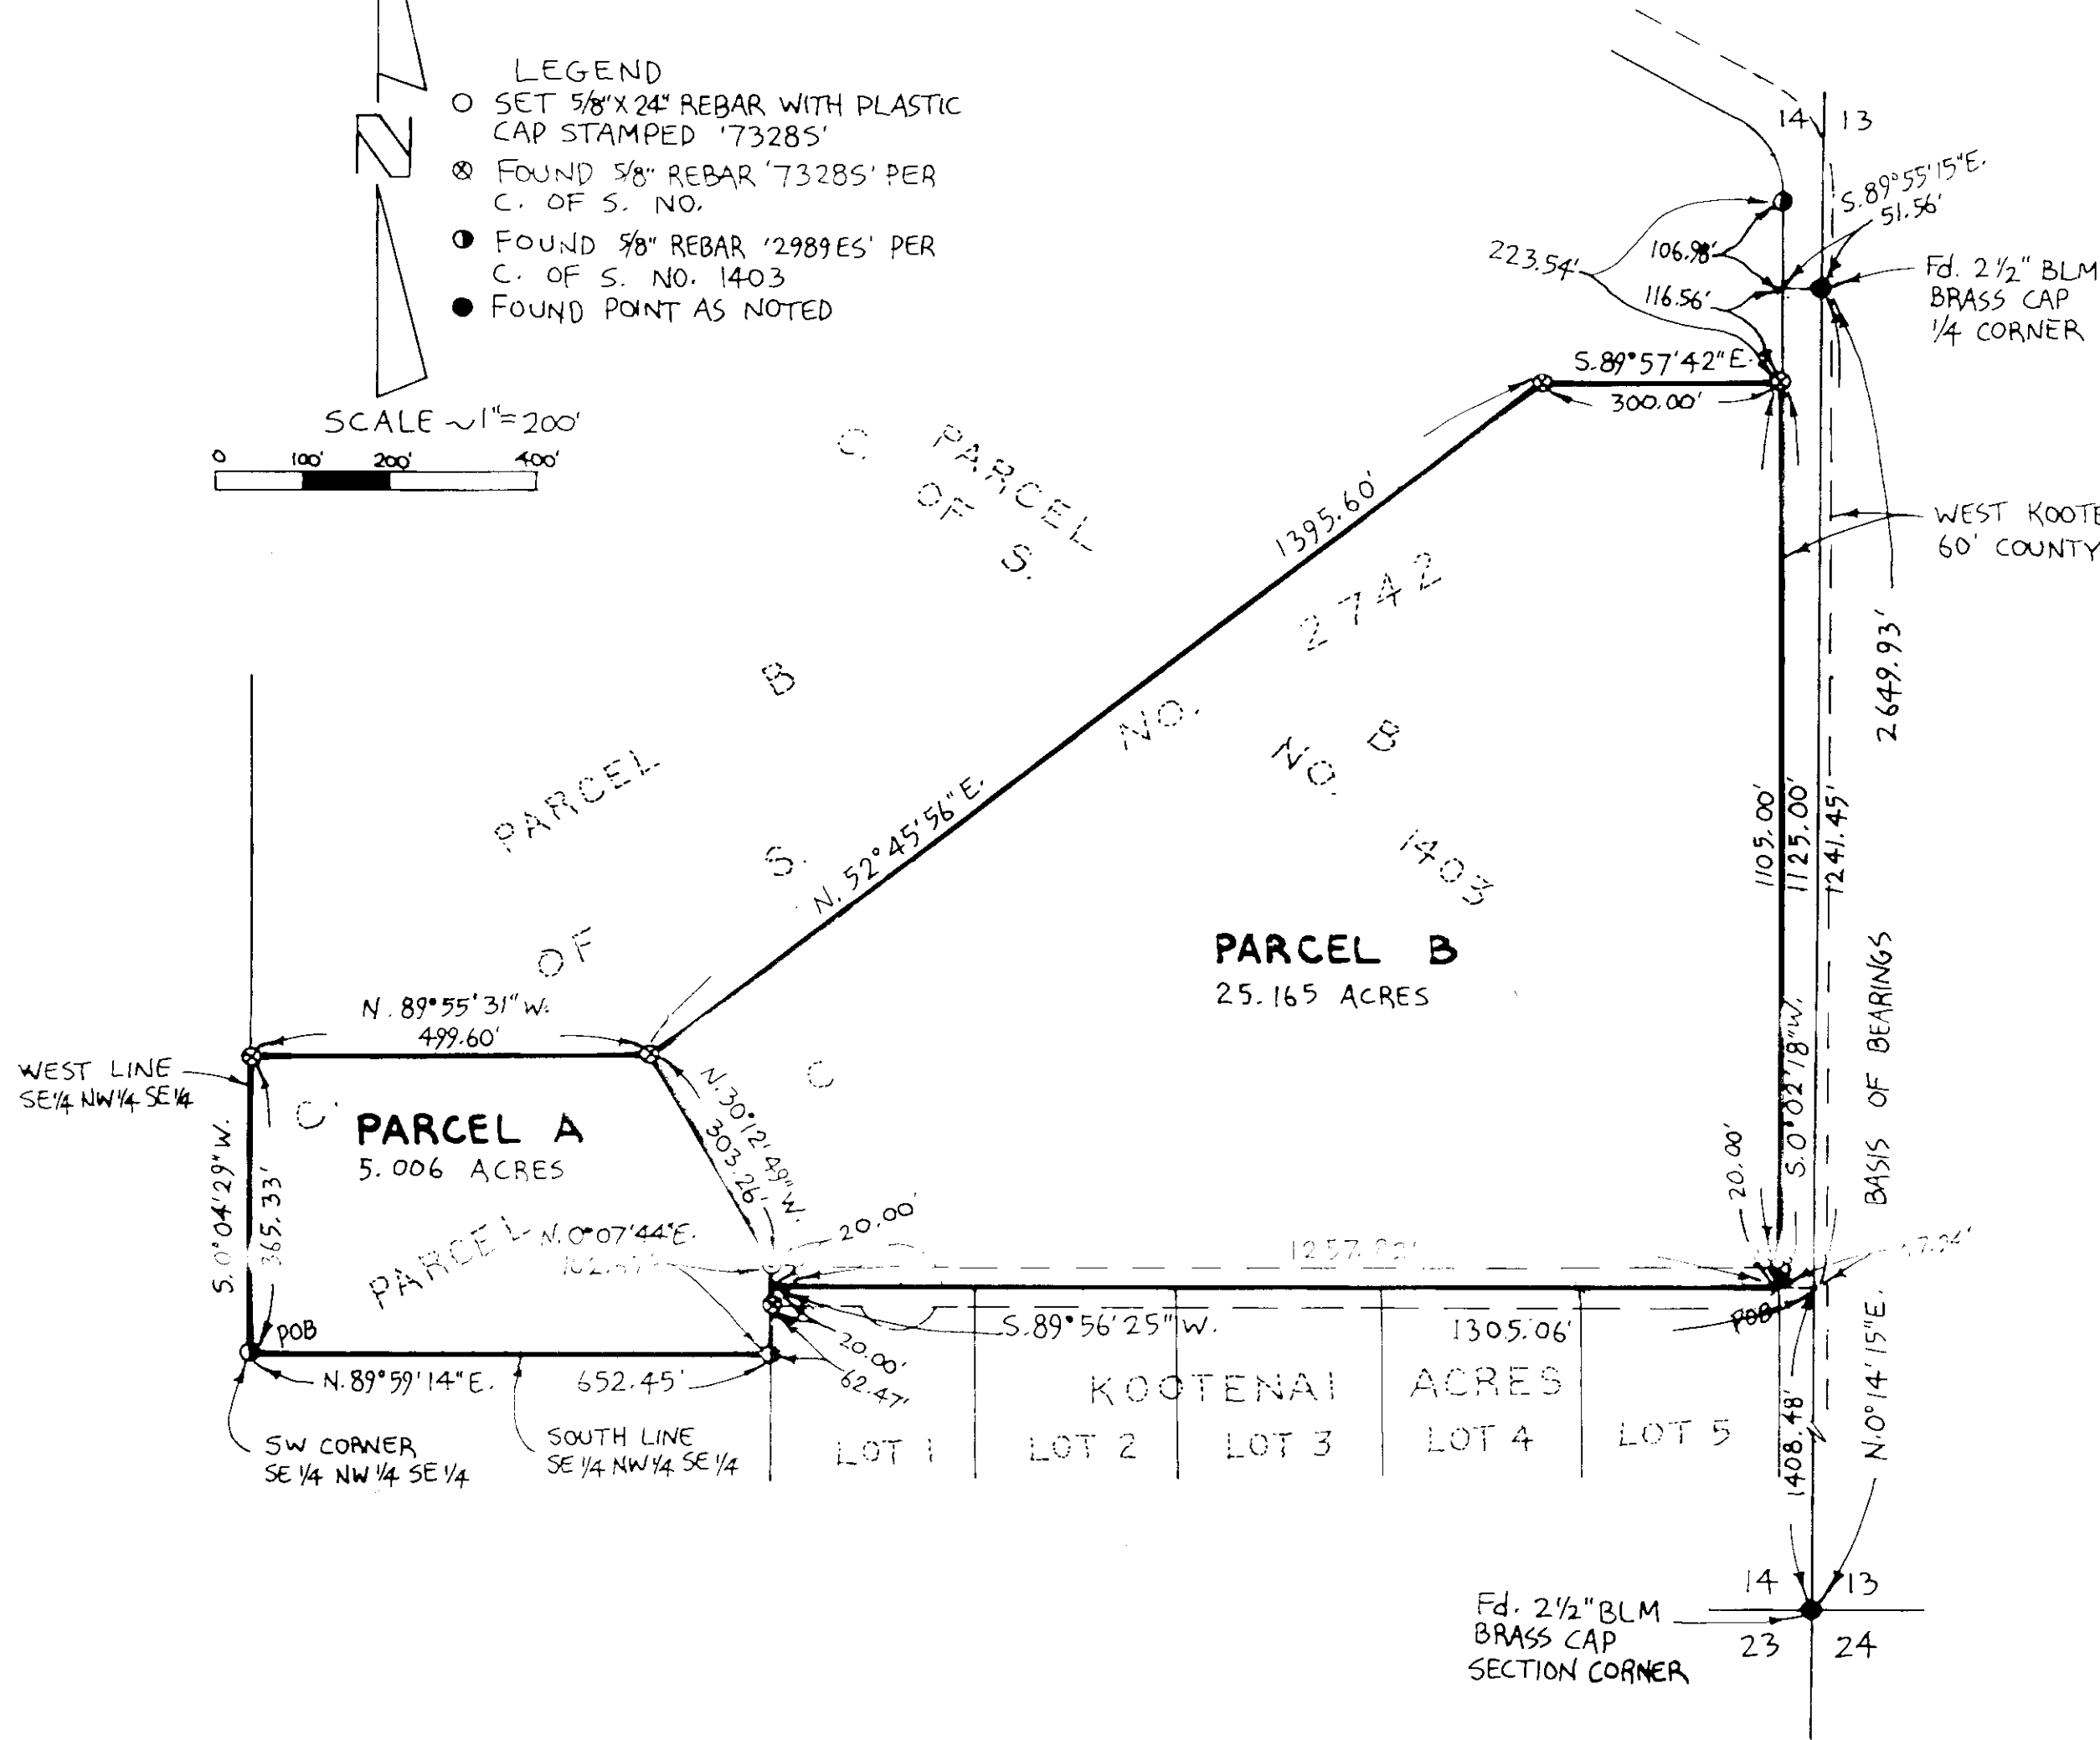 LEGEND
SET 5/8"X 24" REBAR WITH PLASTIC
CAP STAMPED '7328S'
FOUND 5/8" REBAR '7328S' PER
C. OF S. NO.
FOUND 5/8" REBAR '2989ES' PER
C. OF S. NO. 1403
FOUND POINT AS NOTED
N
SCALE ~1"=200'
0 100' 200' 400'
14 13
S.89°55'15"E.
51.56'
223.54'
106.98'
116.56'
Fd. 2 1/2" BLM
BRASS CAP
1/4 CORNER
S.89°57'42"E.
300.00'
WEST KOOTE
60' COUNTY
2649.93'
PARCEL
C. OF S.
1395.60'
2742
NO.
B
PARCEL
B
NO.
1403
S.
OF
N. 52°45'56"E.
1105.00'
1125.00'
1241.45'
PARCEL B
25.165 ACRES
BASIS OF BEARINGS
N.0°14'15"E.
S.0°02'18"W.
N. 89°55'31"W.
499.60'
WEST LINE
SE1/4 NW1/4 SE1/4
C.
C
PARCEL A
5.006 ACRES
N.30°12'49"W.
303.26'
S.0°04'29"W.
365.33'
PARCEL
N.0°07'44"E.
20.00'
20.00'
POB
S.89°56'25"W.
1305.06'
POB
N.89°59'14"E. 652.45'
20.00'
62.47'
KOOTENAI ACRES
LOT 1
LOT 2
LOT 3
LOT 4
LOT 5
1408.48'
SW CORNER
SE 1/4 NW 1/4 SE 1/4
SOUTH LINE
SE 1/4 NW 1/4 SE 1/4
14 13
23 24
Fd. 2 1/2" BLM
BRASS CAP
SECTION CORNER